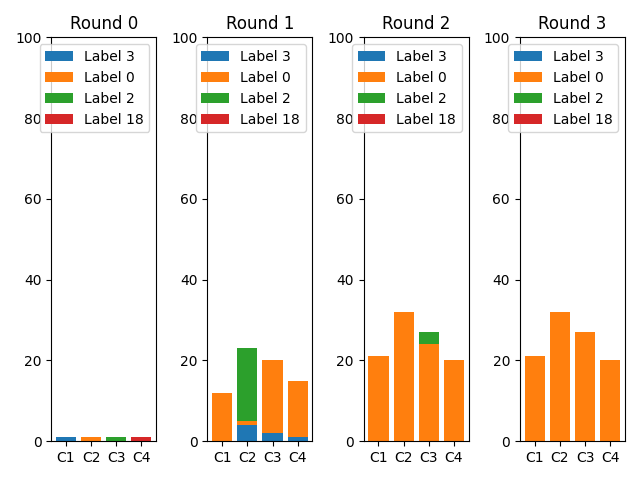 Round 0
Round 1
Round 2
Round 3
100
80
60
40
20
0
Label 3
Label 0
Label 2
Label 18
C1 C2 C3 C4
100
80
60
40
20
0
Label 3
Label 0
Label 2
Label 18
C1 C2 C3 C4
100
80
60
40
20
0
Label 3
Label 0
Label 2
Label 18
C1 C2 C3 C4
100
80
60
40
20
0
Label 3
Label 0
Label 2
Label 18
C1 C2 C3 C4